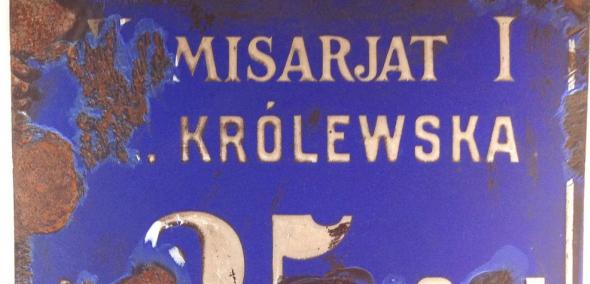 MISARJAT I
. KRÓLEWSKA
25